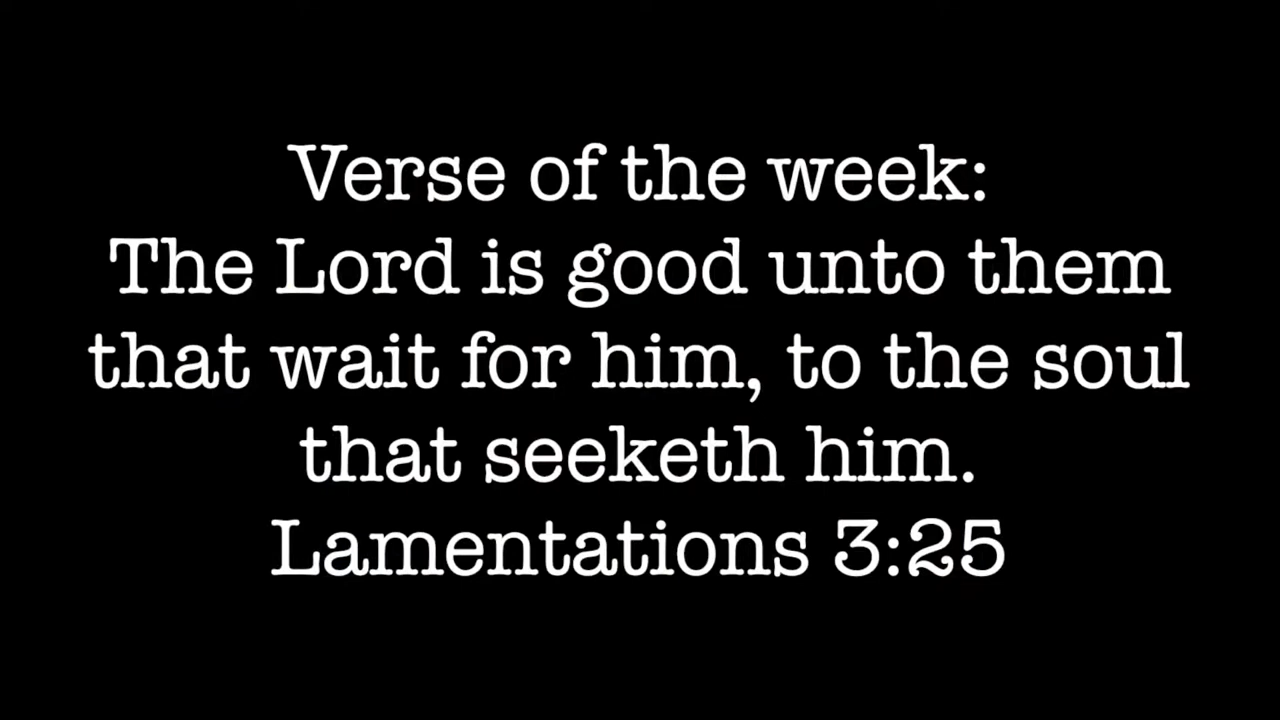 Verse of the week:
The Lord is good unto them
that wait for him, to the soul
that seeketh him.
Lamentations 3:25